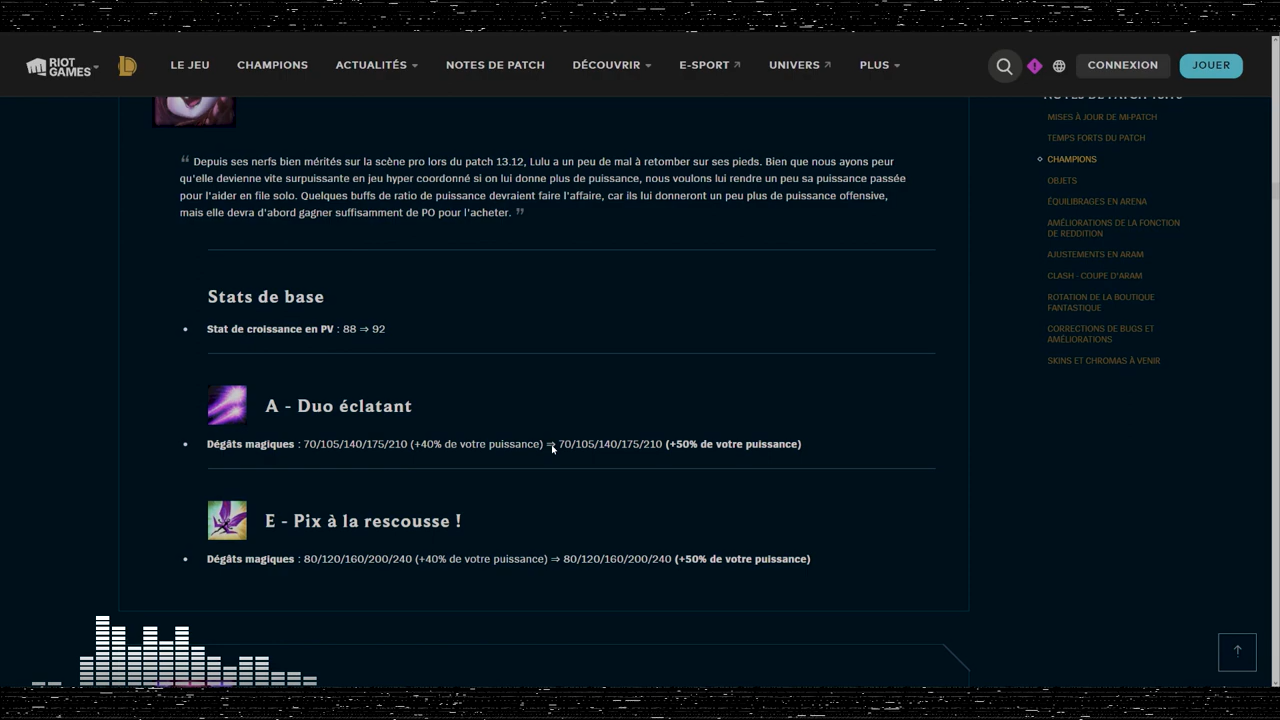 RIOT GAMES
LE JEU
CHAMPIONS
ACTUALITÉS
NOTES DE PATCH
DÉCOUVRIR
E-SPORT
UNIVERS
PLUS
CONNEXION
JOUER
“ Depuis ses nerfs bien mérités sur la scène pro lors du patch 13.12, Lulu a un peu de mal à retomber sur ses pieds. Bien que nous ayons peur
qu'elle devienne vite surpuissante en jeu hyper coordonné si on lui donne plus de puissance, nous voulons lui rendre un peu sa puissance passée
pour l'aider en file solo. Quelques buffs de ratio de puissance devraient faire l'affaire, car ils lui donneront un peu plus de puissance offensive,
mais elle devra d'abord gagner suffisamment de PO pour l'acheter. ”
Stats de base
• Stat de croissance en PV : 88 ⇒ 92
A - Duo éclatant
• Dégâts magiques : 70/105/140/175/210 (+40% de votre puissance) ⇒ 70/105/140/175/210 (+50% de votre puissance)
E - Pix à la rescousse !
• Dégâts magiques : 80/120/160/200/240 (+40% de votre puissance) ⇒ 80/120/160/200/240 (+50% de votre puissance)
MISES À JOUR DE MI-PATCH
TEMPS FORTS DU PATCH
CHAMPIONS
OBJETS
ÉQUILIBRAGES EN ARENA
AMÉLIORATIONS DE LA FONCTION
DE REDDITION
AJUSTEMENTS EN ARAM
CLASH - COUPE D'ARAM
ROTATION DE LA BOUTIQUE
FANTASTIQUE
CORRECTIONS DE BUGS ET
AMÉLIORATIONS
SKINS ET CHROMAS À VENIR